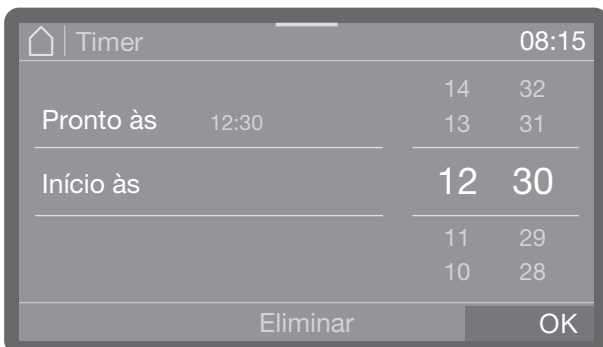 Timer 08:15
14 32
Pronto às 12:30 13 31
Início às 12 30
11 29
10 28
Eliminar OK